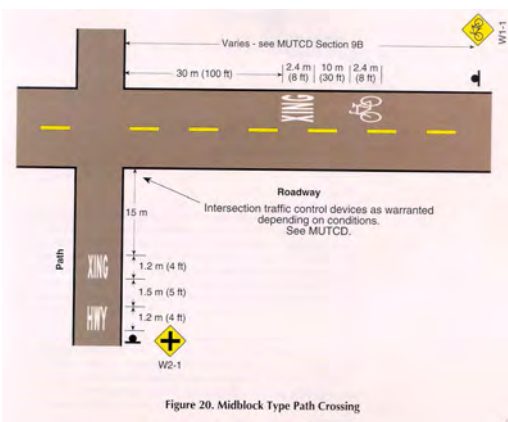 Varies - see MUTCD Section 9B
W1-1
30 m (100 ft)
2.4 m
(8 ft)
10 m
(30 ft)
2.4 m
(8 ft)
XING
Roadway
Intersection traffic control devices as warranted
depending on conditions.
See MUTCD.
15 m
Path
XING
1.2 m (4 ft)
1.5 m (5 ft)
HWY
1.2 m (4 ft)
W2-1
Figure 20. Midblock Type Path Crossing